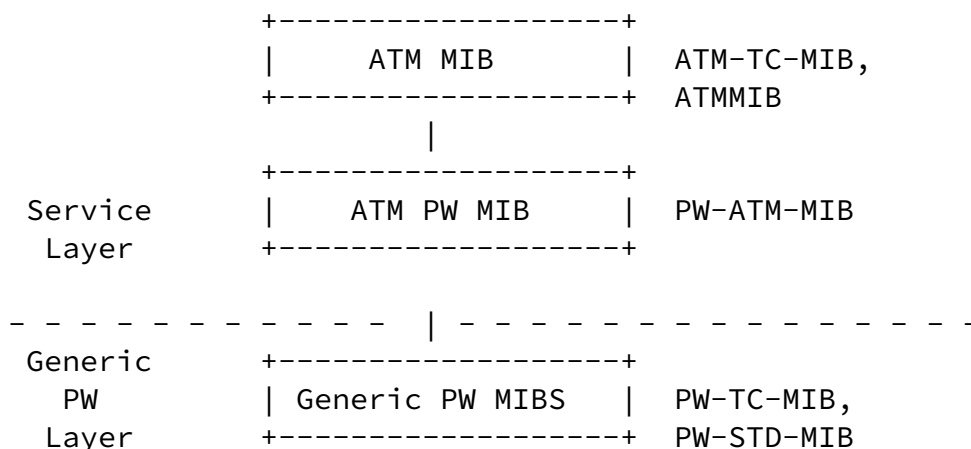 +-------------------+
|     ATM MIB       |  ATM-TC-MIB,
+-------------------+  ATMMIB
|
+-------------------+
Service      |    ATM PW MIB     |  PW-ATM-MIB
Layer       +-------------------+
- - - - - - - - - - - | - - - - - - - - - - - - - - -
Generic      +-------------------+
PW        | Generic PW MIBS   |  PW-TC-MIB,
Layer       +-------------------+  PW-STD-MIB